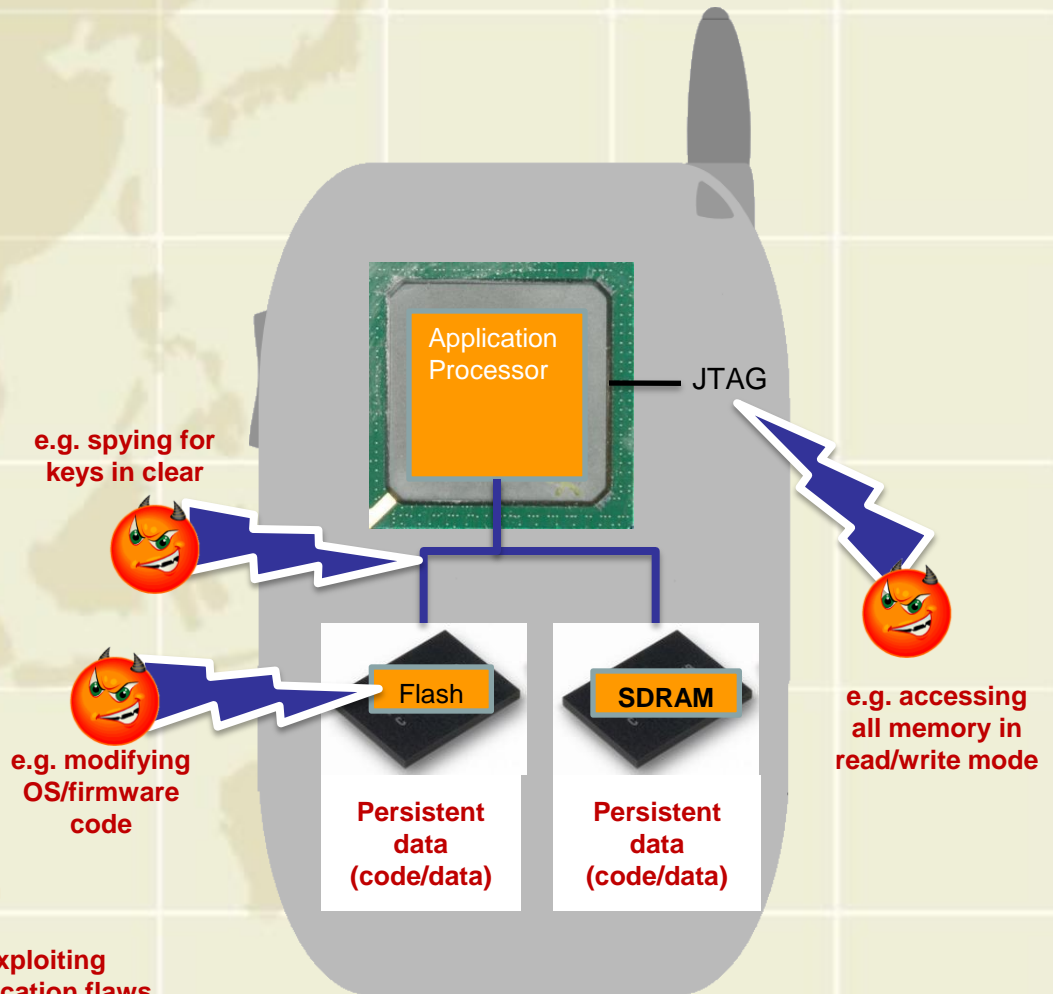 Application
Processor
JTAG
e.g. spying for
keys in clear
Flash
SDRAM
e.g. modifying
OS/firmware
code
e.g. accessing
all memory in
read/write mode
Persistent
data
(code/data)
Persistent
data
(code/data)
flaws